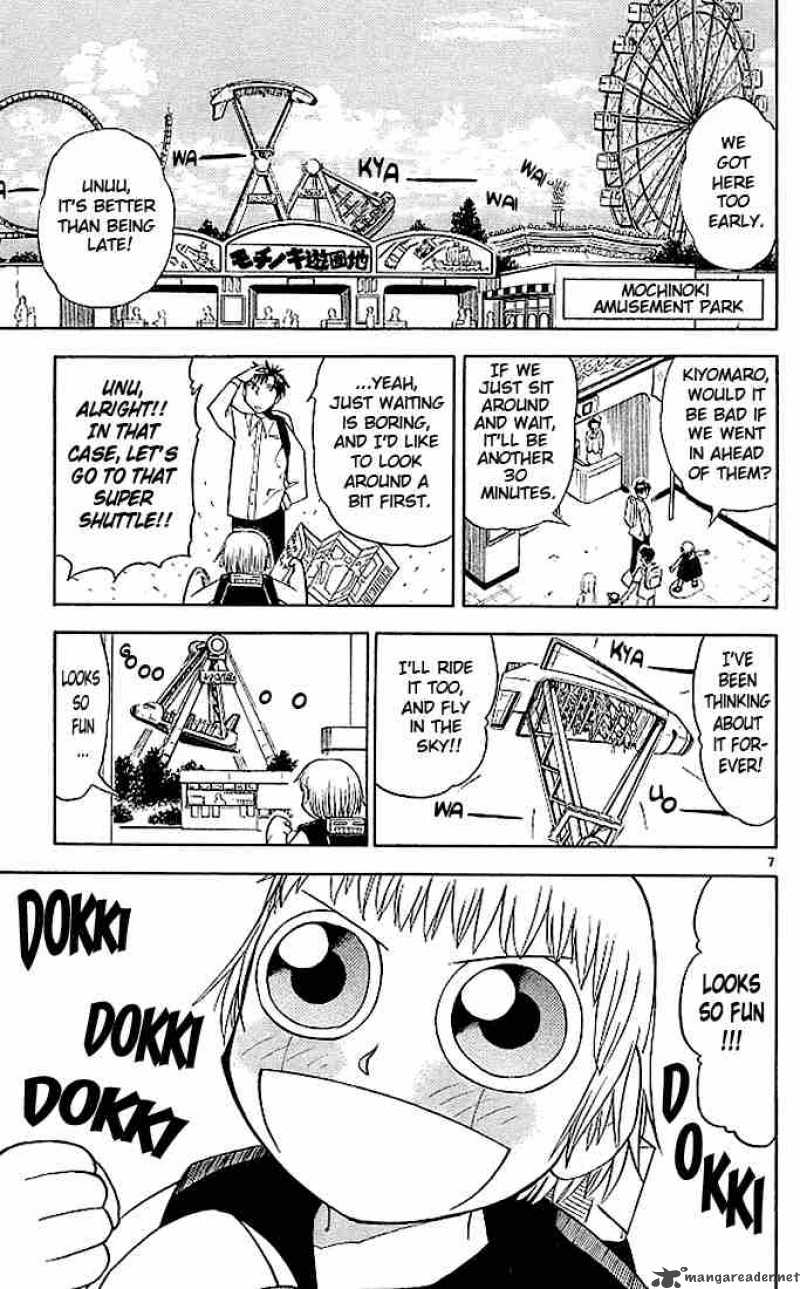 WE
GOT
HERE
TOO
EARLY.
UNUU,
IT'S BETTER
THAN BEING
LATE!
WA
KYA
WAI
WAI
モチノキ遊園地
MOCHINOKI
AMUSEMENT PARK
KIYOMARO,
WOULD IT
BE BAD IF
WE WENT
IN AHEAD
OF THEM?
IF WE
JUST SIT
AROUND
AND WAIT,
IT'LL BE
ANOTHER
30
MINUTES.
...YEAH,
JUST WAITING
IS BORING,
AND I'D LIKE
TO LOOK
AROUND A
BIT FIRST.
UNU,
ALRIGHT!!
IN THAT
CASE, LET'S
GO TO THAT
SUPER
SHUTTLE!!
I'VE
BEEN
THINKING
ABOUT
IT FOR-
EVER!
KYA
I'LL RIDE
IT TOO,
AND FLY
IN THE
SKY!!
WA
UO
LOOKS
SO
FUN
...
7
LOOKS
SO FUN
!!!
DOKKI
DOKKI
DOKKI
DOKKI
mangareader.net